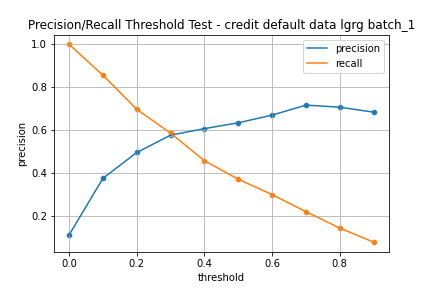 Precision/Recall Threshold Test - credit default data lgrg batch_1
precision
recall
precision
1.0
0.8
0.6
0.4
0.2
0.0 0.2 0.4 0.6 0.8
threshold